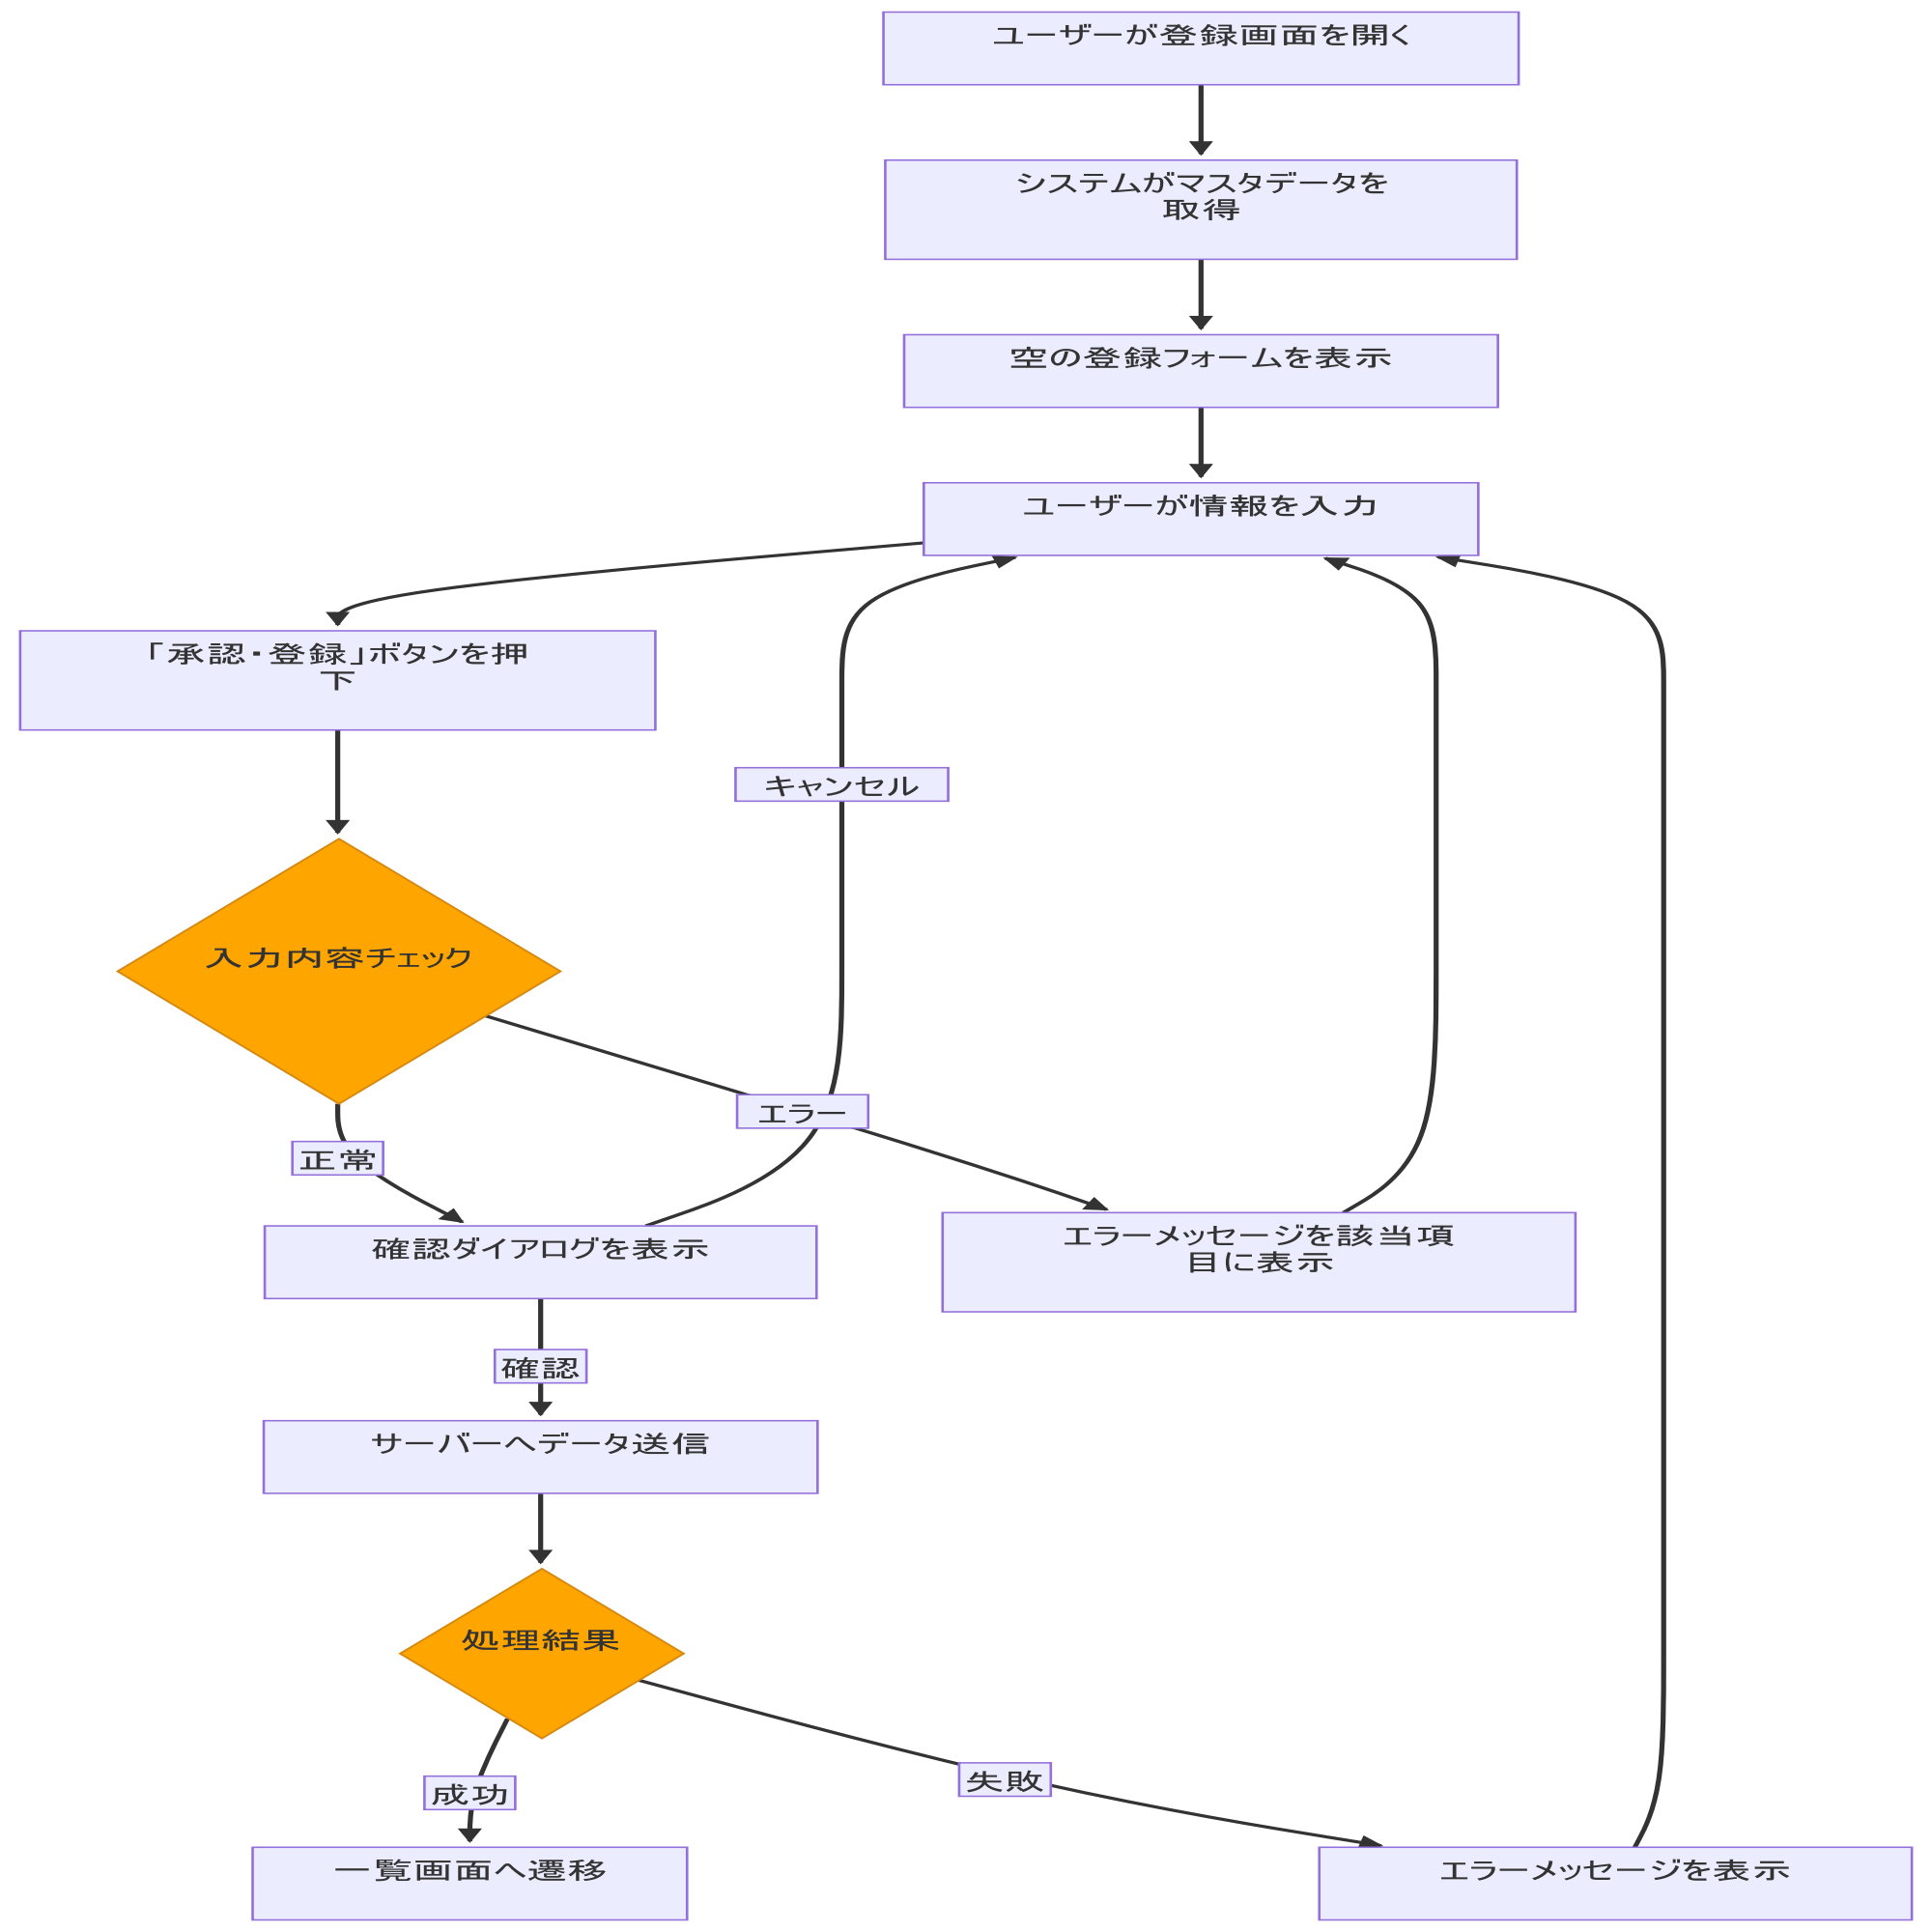 ユーザーが登録画面を開く
システムがマスタデータを
取得
空の登録フォームを表示
ユーザーが情報を入力
「承認・登録」ボタンを押
下
キャンセル
入力内容チェック
エラー
正常
確認ダイアログを表示
エラーメッセージを該当項
目に表示
確認
サーバーへデータ送信
処理結果
失敗
成功
一覧画面へ遷移
エラーメッセージを表示